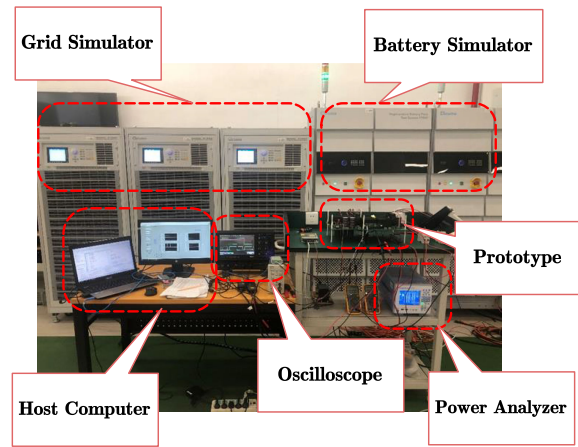 Grid Simulator
Battery Simulator
Prototype
Oscilloscope
Host Computer
Power Analyzer